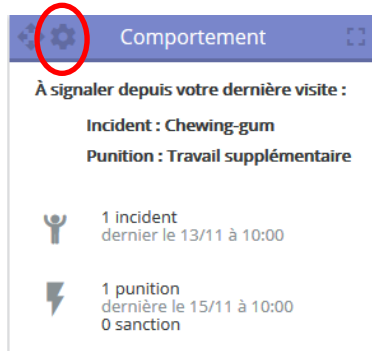 Comportement
À signaler depuis votre dernière visite :
Incident : Chewing-gum
Punition : Travail supplémentaire
1 incident
dernier le 13/11 à 10:00
1 punition
dernière le 15/11 à 10:00
0 sanction